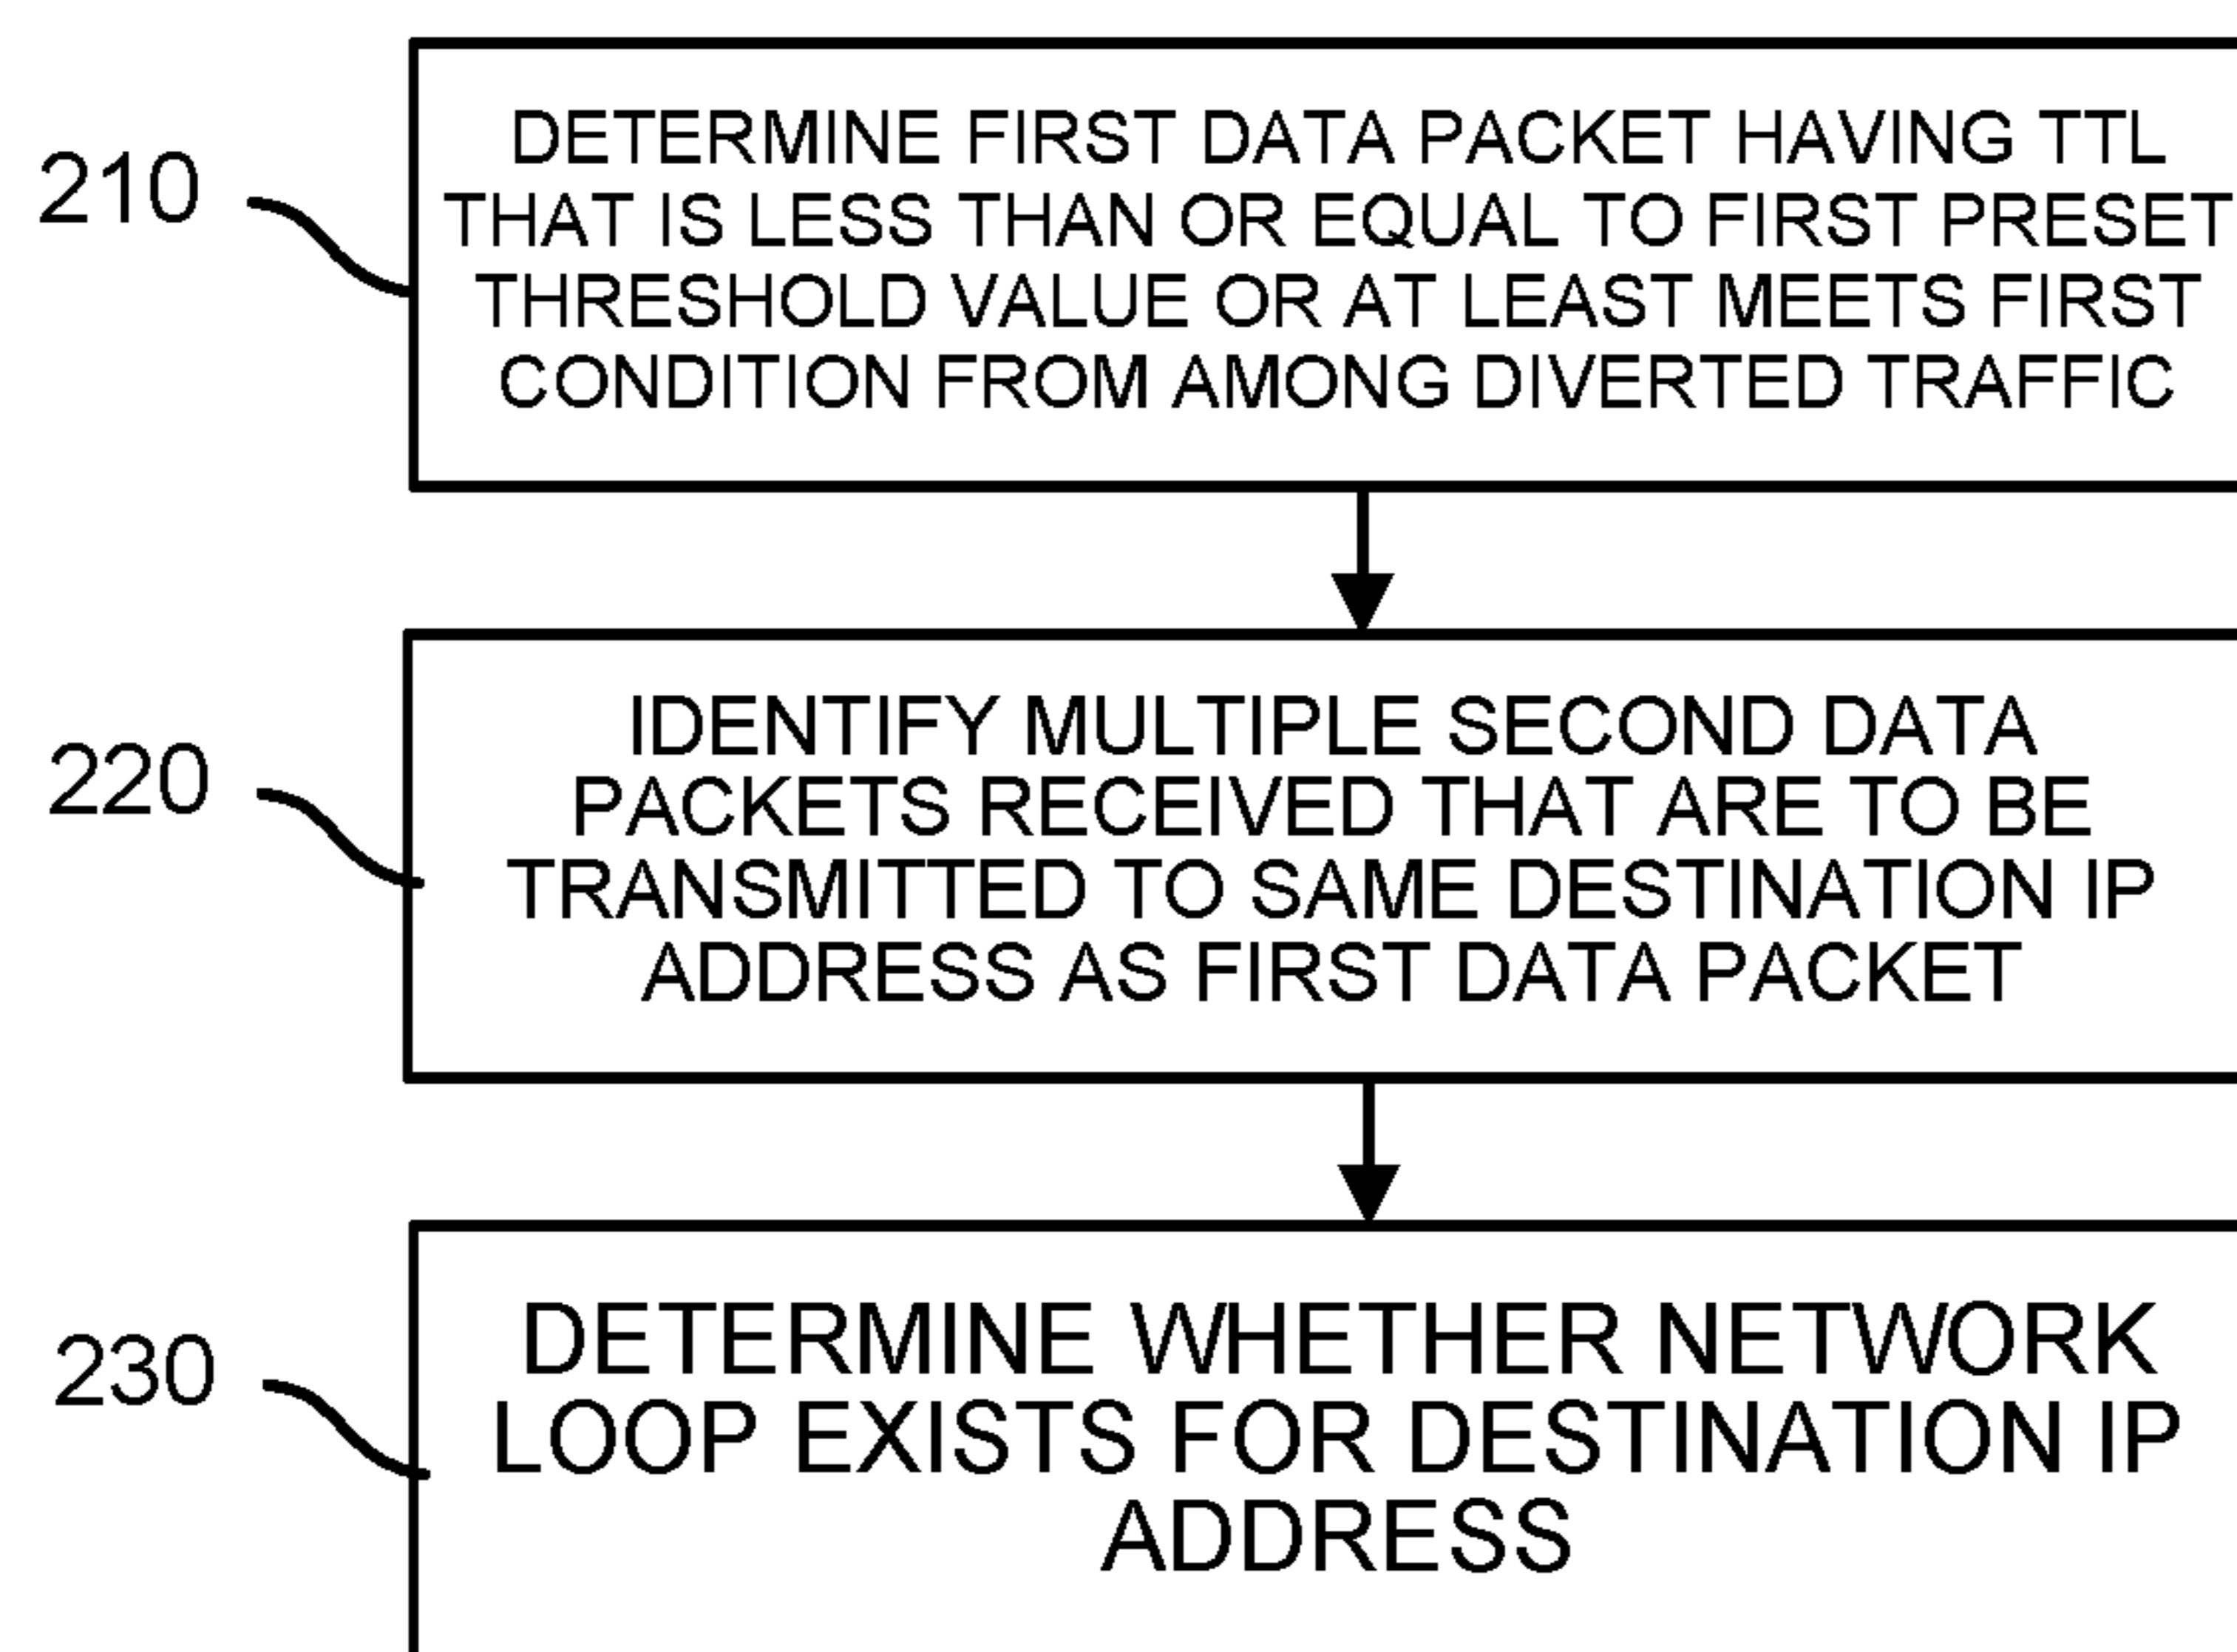 210
DETERMINE FIRST DATA PACKET HAVING TTL
THAT IS LESS THAN OR EQUAL TO FIRST PRESET
THRESHOLD VALUE OR AT LEAST MEETS FIRST
CONDITION FROM AMONG DIVERTED TRAFFIC
220
IDENTIFY MULTIPLE SECOND DATA
PACKETS RECEIVED THAT ARE TO BE
TRANSMITTED TO SAME DESTINATION IP
ADDRESS AS FIRST DATA PACKET
230
DETERMINE WHETHER NETWORK
LOOP EXISTS FOR DESTINATION IP
ADDRESS